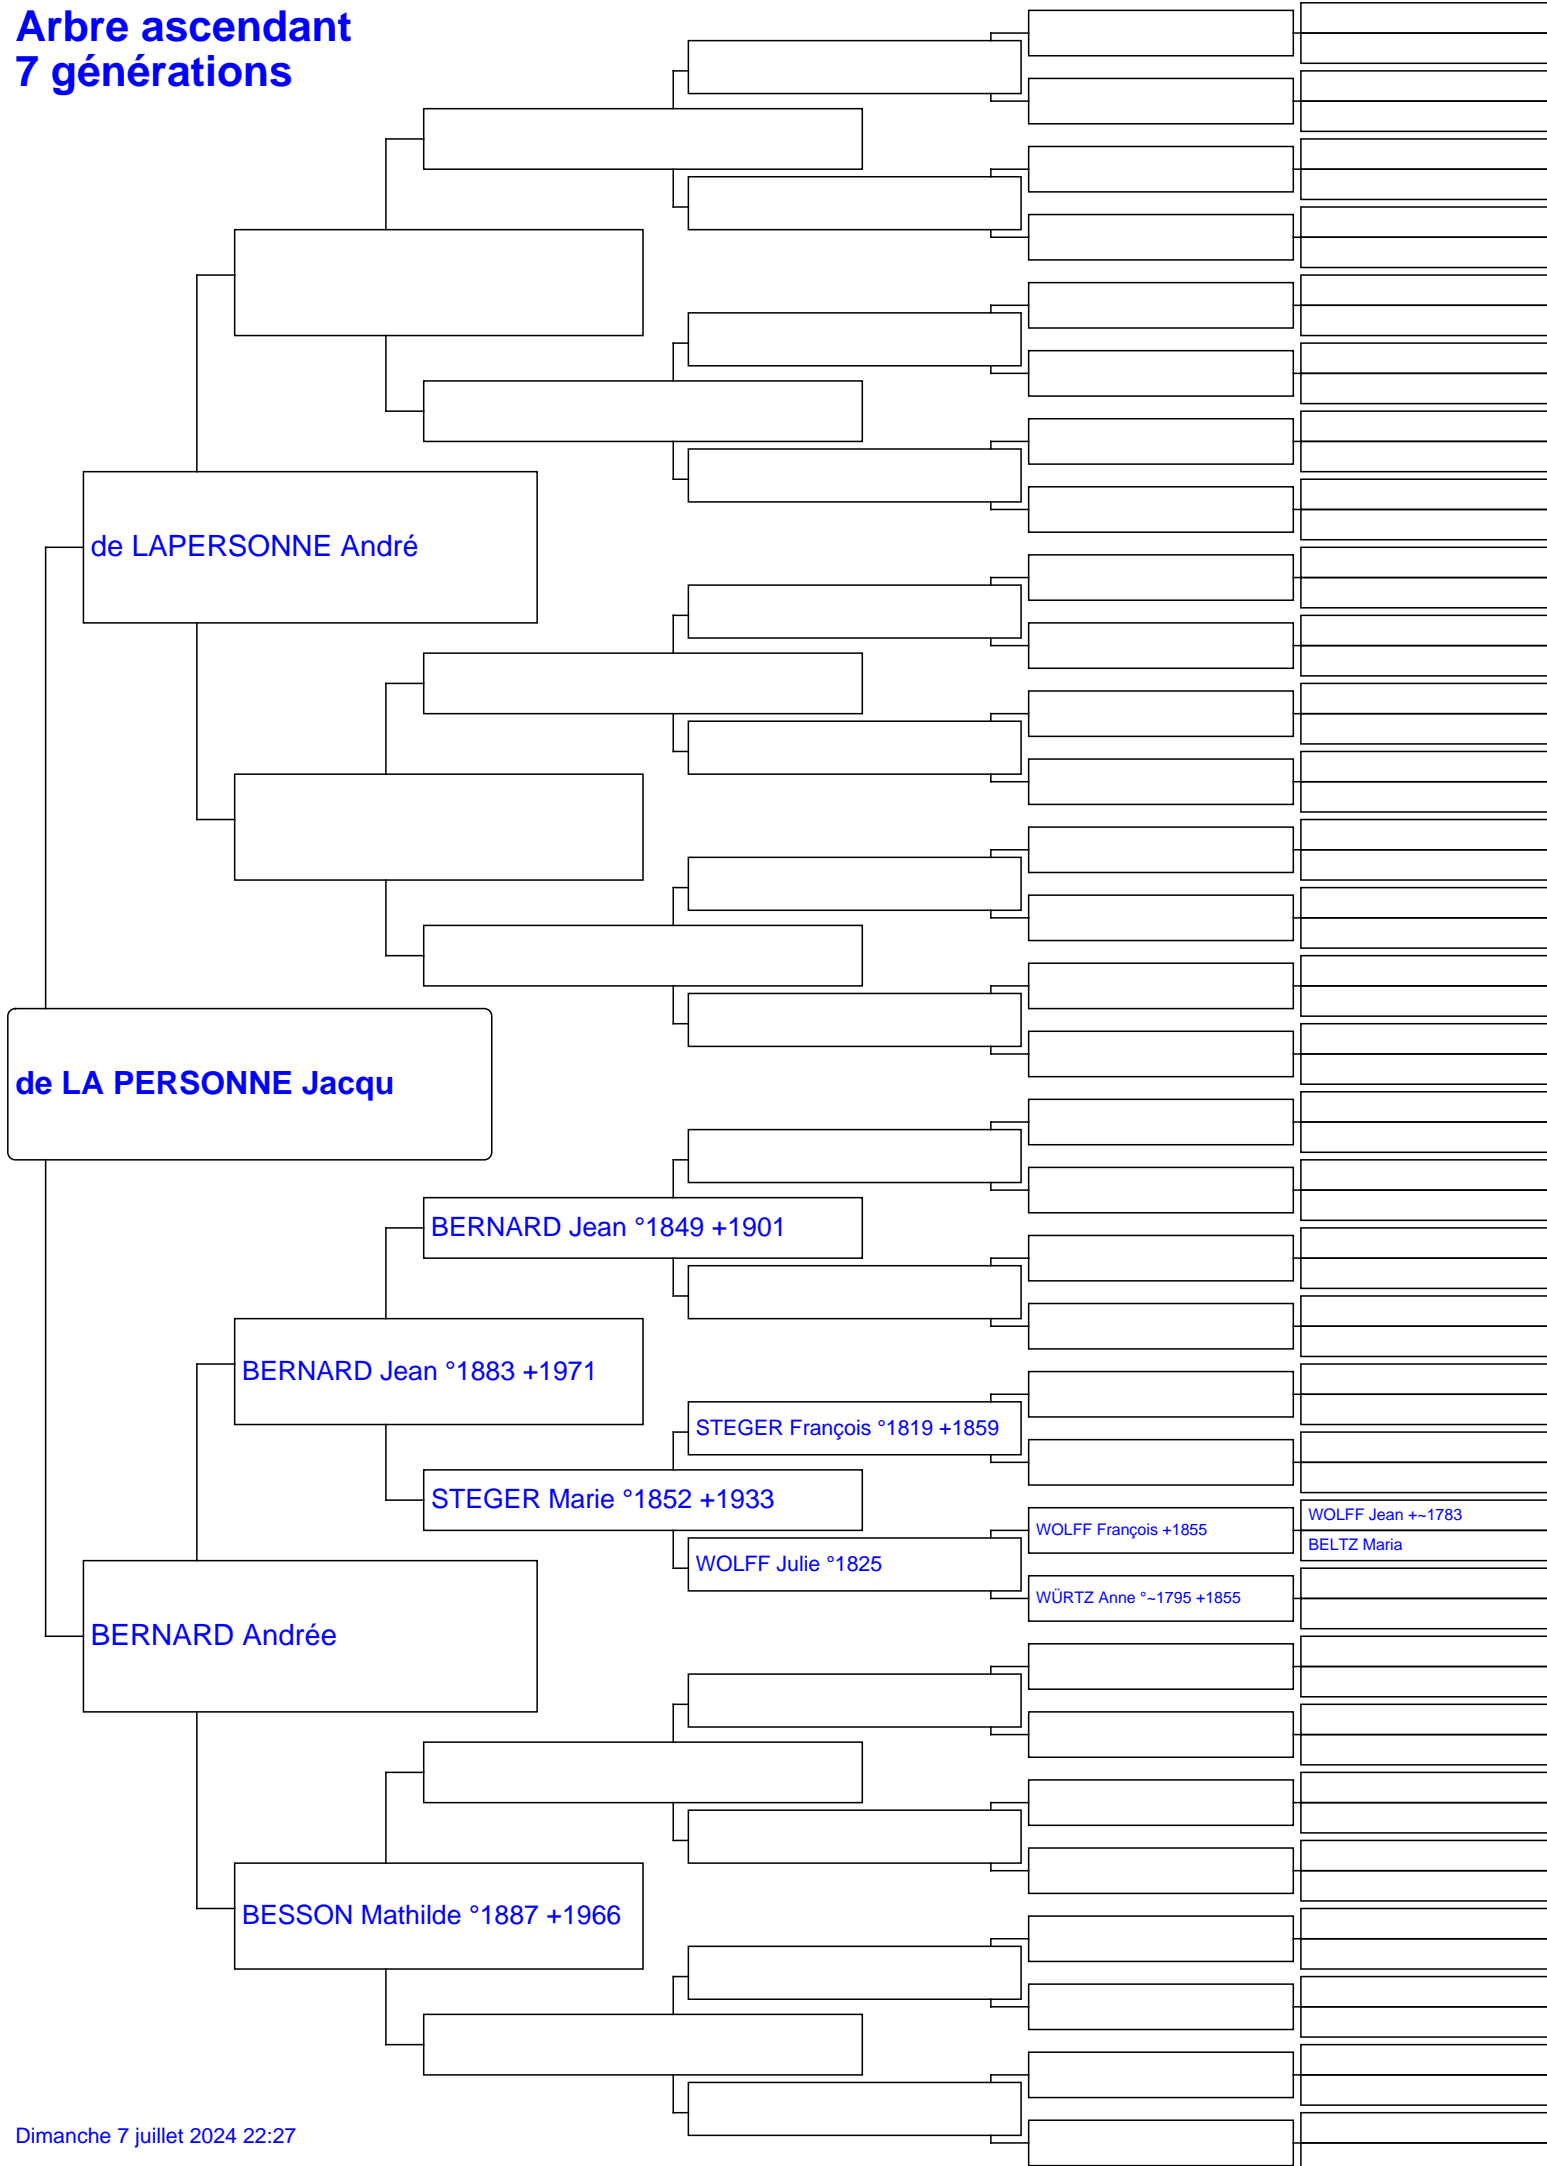 Arbre ascendant
7 générations
de LAPERSONNE André
de LA PERSONNE Jacqu
BERNARD Jean °1849 +1901
BERNARD Jean °1883 +1971
STEGER François °1819 +1859
STEGER Marie °1852 +1933
WOLFF Jean +~1783
WOLFF François +1855
BELTZ Maria
WOLFF Julie °1825
WÜRTZ Anne °~1795 +1855
BERNARD Andrée
BESSON Mathilde °1887 +1966
Dimanche 7 juillet 2024 22:27